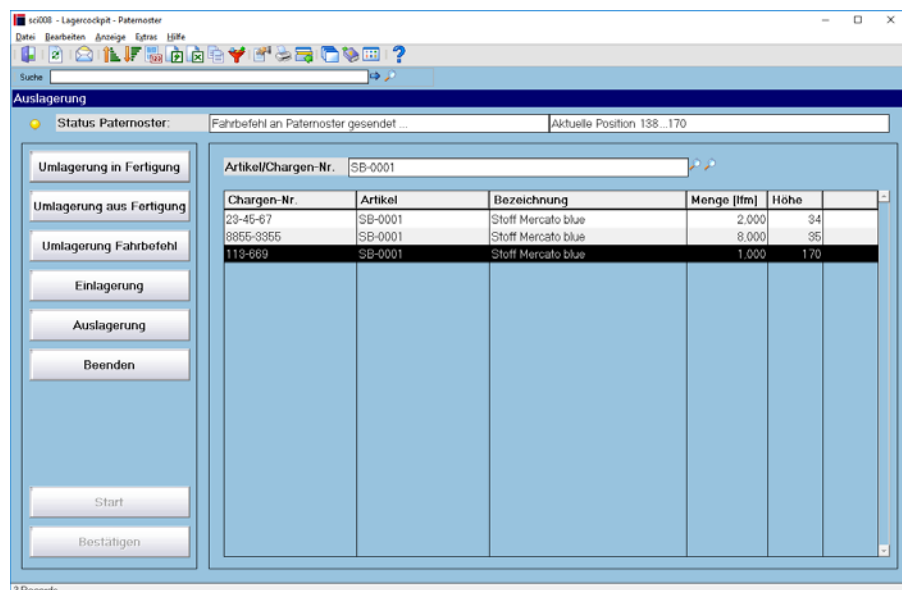 sci008 - Lagercockpit - Paternoster
Datei Bearbeiten Anzeige Extras Hilfe
Suche
Auslagerung
Status Paternoster: Fahrbefehl an Paternoster gesendet ... Aktuelle Position 138...170
Umlagerung in Fertigung
Umlagerung aus Fertigung
Umlagerung Fahrbefehl
Einlagerung
Auslagerung
Beenden
Start
Bestätigen
Artikel/Chargen-Nr. SB-0001
Chargen-Nr. Artikel Bezeichnung Menge [lfm] Höhe
23-45-67 SB-0001 Stoff Mercato blue 2,000 34
8855-3355 SB-0001 Stoff Mercato blue 8,000 35
113-669 SB-0001 Stoff Mercato blue 1,000 170
3 Records